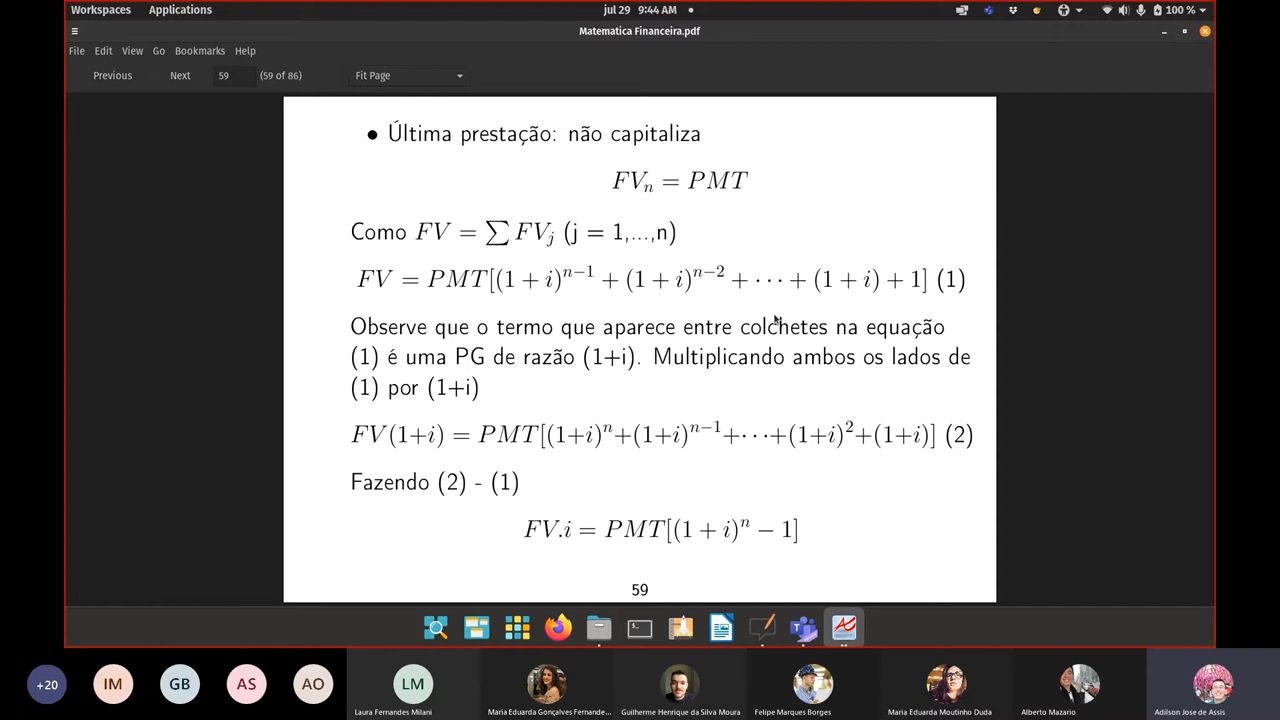 Workspaces Applications jul 29 9:44 AM 100 %
Matematica Financeira.pdf
File Edit View Go Bookmarks Help
Previous Next 59 (59 of 86) Fit Page
• Última prestação: não capitaliza
FVₙ = PMT
Como FV = ∑ FVⱼ (j = 1,...,n)
FV = PMT[(1 + i)ⁿ⁻¹ + (1 + i)ⁿ⁻² + ··· + (1 + i) + 1] (1)
Observe que o termo que aparece entre colchetes na equação
(1) é uma PG de razão (1+i). Multiplicando ambos os lados de
(1) por (1+i)
FV(1+i) = PMT[(1+i)ⁿ+(1+i)ⁿ⁻¹+···+(1+i)²+(1+i)] (2)
Fazendo (2) - (1)
FV.i = PMT[(1 + i)ⁿ − 1]
59
+20 IM GB AS AO LM
Laura Fernandes Milani Maria Eduarda Gonçalves Fernande... Guilherme Henrique da Silva Moura Felipe Marques Borges Maria Eduarda Moutinho Duda Alberto Mazario Adilson Jose de Assis